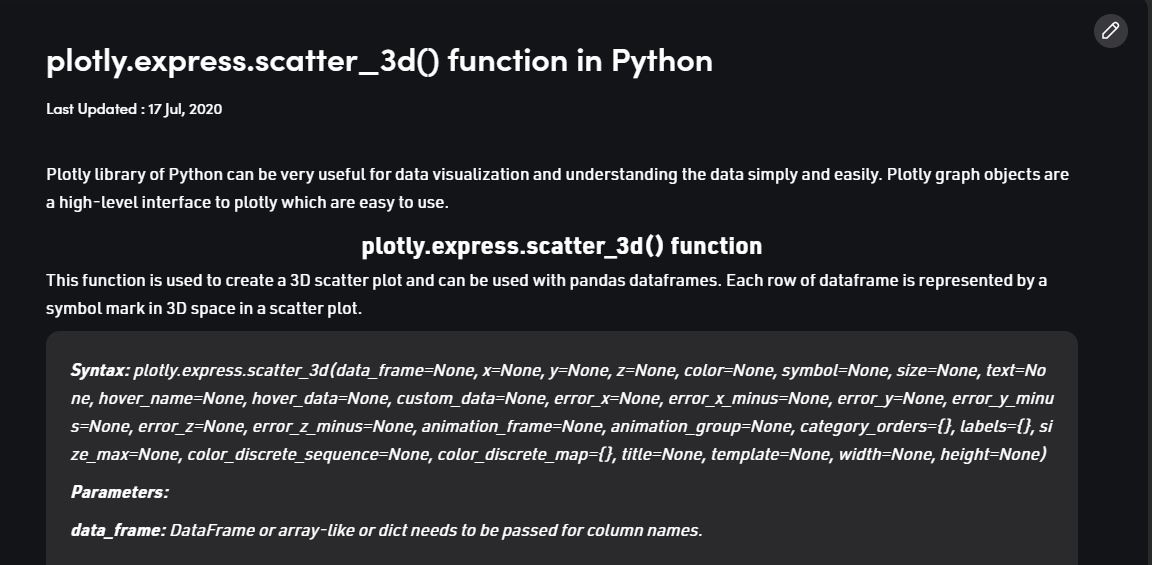 plotly.express.scatter_3d() function in Python
Last Updated : 17 Jul, 2020
Plotly library of Python can be very useful for data visualization and understanding the data simply and easily. Plotly graph objects are
a high-level interface to plotly which are easy to use.
plotly.express.scatter_3d() function
This function is used to create a 3D scatter plot and can be used with pandas dataframes. Each row of dataframe is represented by a
symbol mark in 3D space in a scatter plot.
Syntax: plotly.express.scatter_3d(data_frame=None, x=None, y=None, z=None, color=None, symbol=None, size=None, text=No
ne, hover_name=None, hover_data=None, custom_data=None, error_x=None, error_x_minus=None, error_y=None, error_y_minu
s=None, error_z=None, error_z_minus=None, animation_frame=None, animation_group=None, category_orders={}, labels={}, si
ze_max=None, color_discrete_sequence=None, color_discrete_map={}, title=None, template=None, width=None, height=None)
Parameters:
data_frame: DataFrame or array-like or dict needs to be passed for column names.